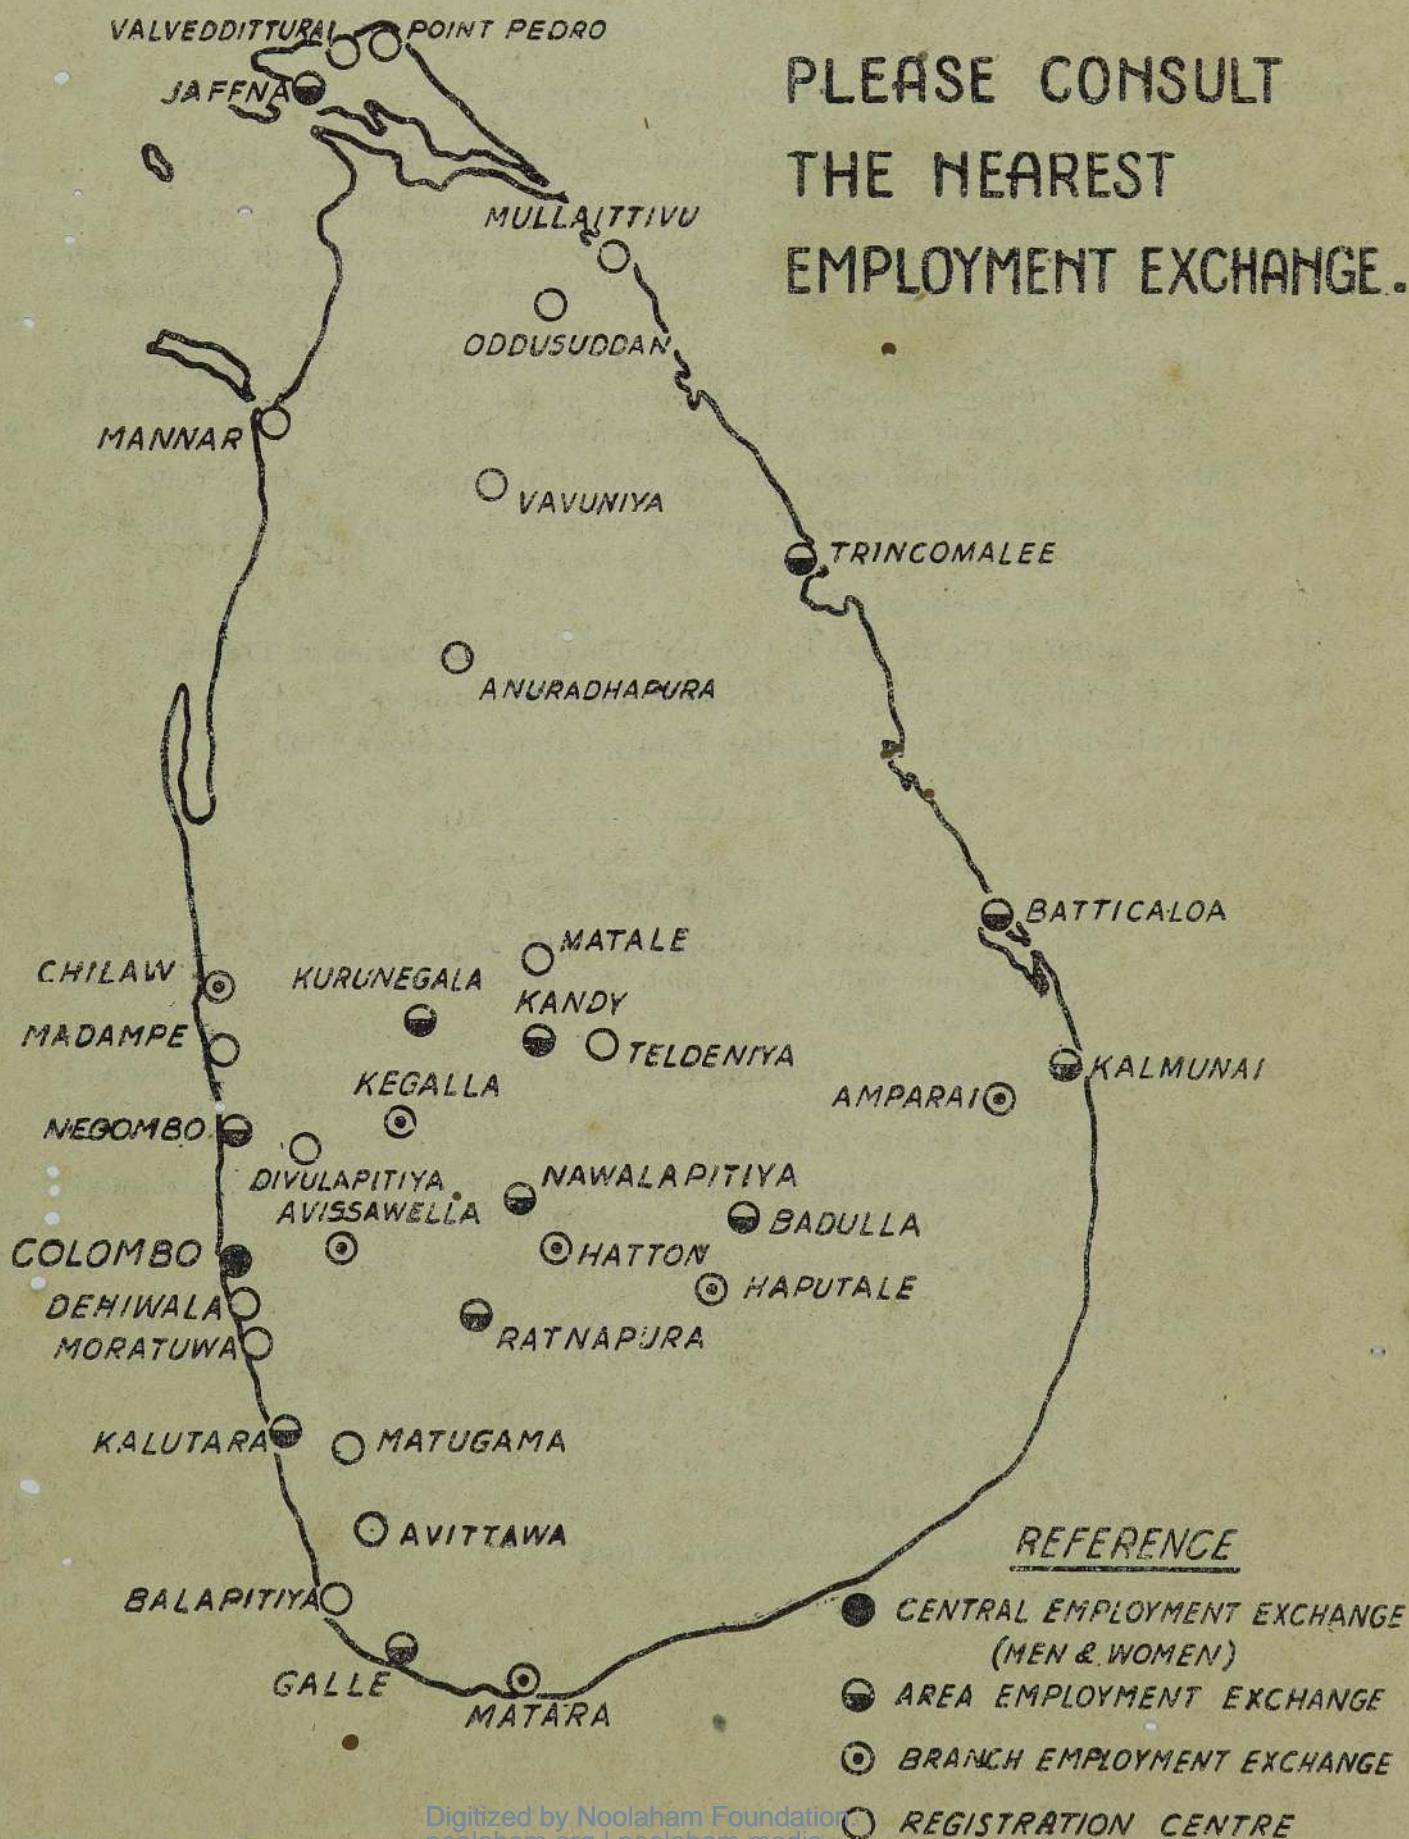 VALVEDDITTURAI
POINT PEDRO
JAFFNA
PLEASE CONSULT
THE NEAREST
EMPLOYMENT EXCHANGE.
MULLAITTIVU
ODDUSUDDAN
MANNAR
VAVUNIYA
TRINCOMALEE
ANURADHAPURA
BATTICALOA
MATALE
CHILAW
KURUNEGALA
KANDY
MADAMPE
TELDENIYA
KALMUNAI
KEGALLA
AMPARAI
NEGOMBO
DIVULAPITIYA
NAWALAPITIYA
AVISSAWELLA
BADULLA
COLOMBO
HATTON
HAPUTALE
DEHIWALA
RATNAPURA
MORATUWA
KALUTARA
MATUGAMA
AVITTAWA
BALAPITIYA
GALLE
MATARA
REFERENCE
CENTRAL EMPLOYMENT EXCHANGE
(MEN & WOMEN)
AREA EMPLOYMENT EXCHANGE
BRANCH EMPLOYMENT EXCHANGE
REGISTRATION CENTRE
Digitized by Noolaham Foundation.
noolaham.org |